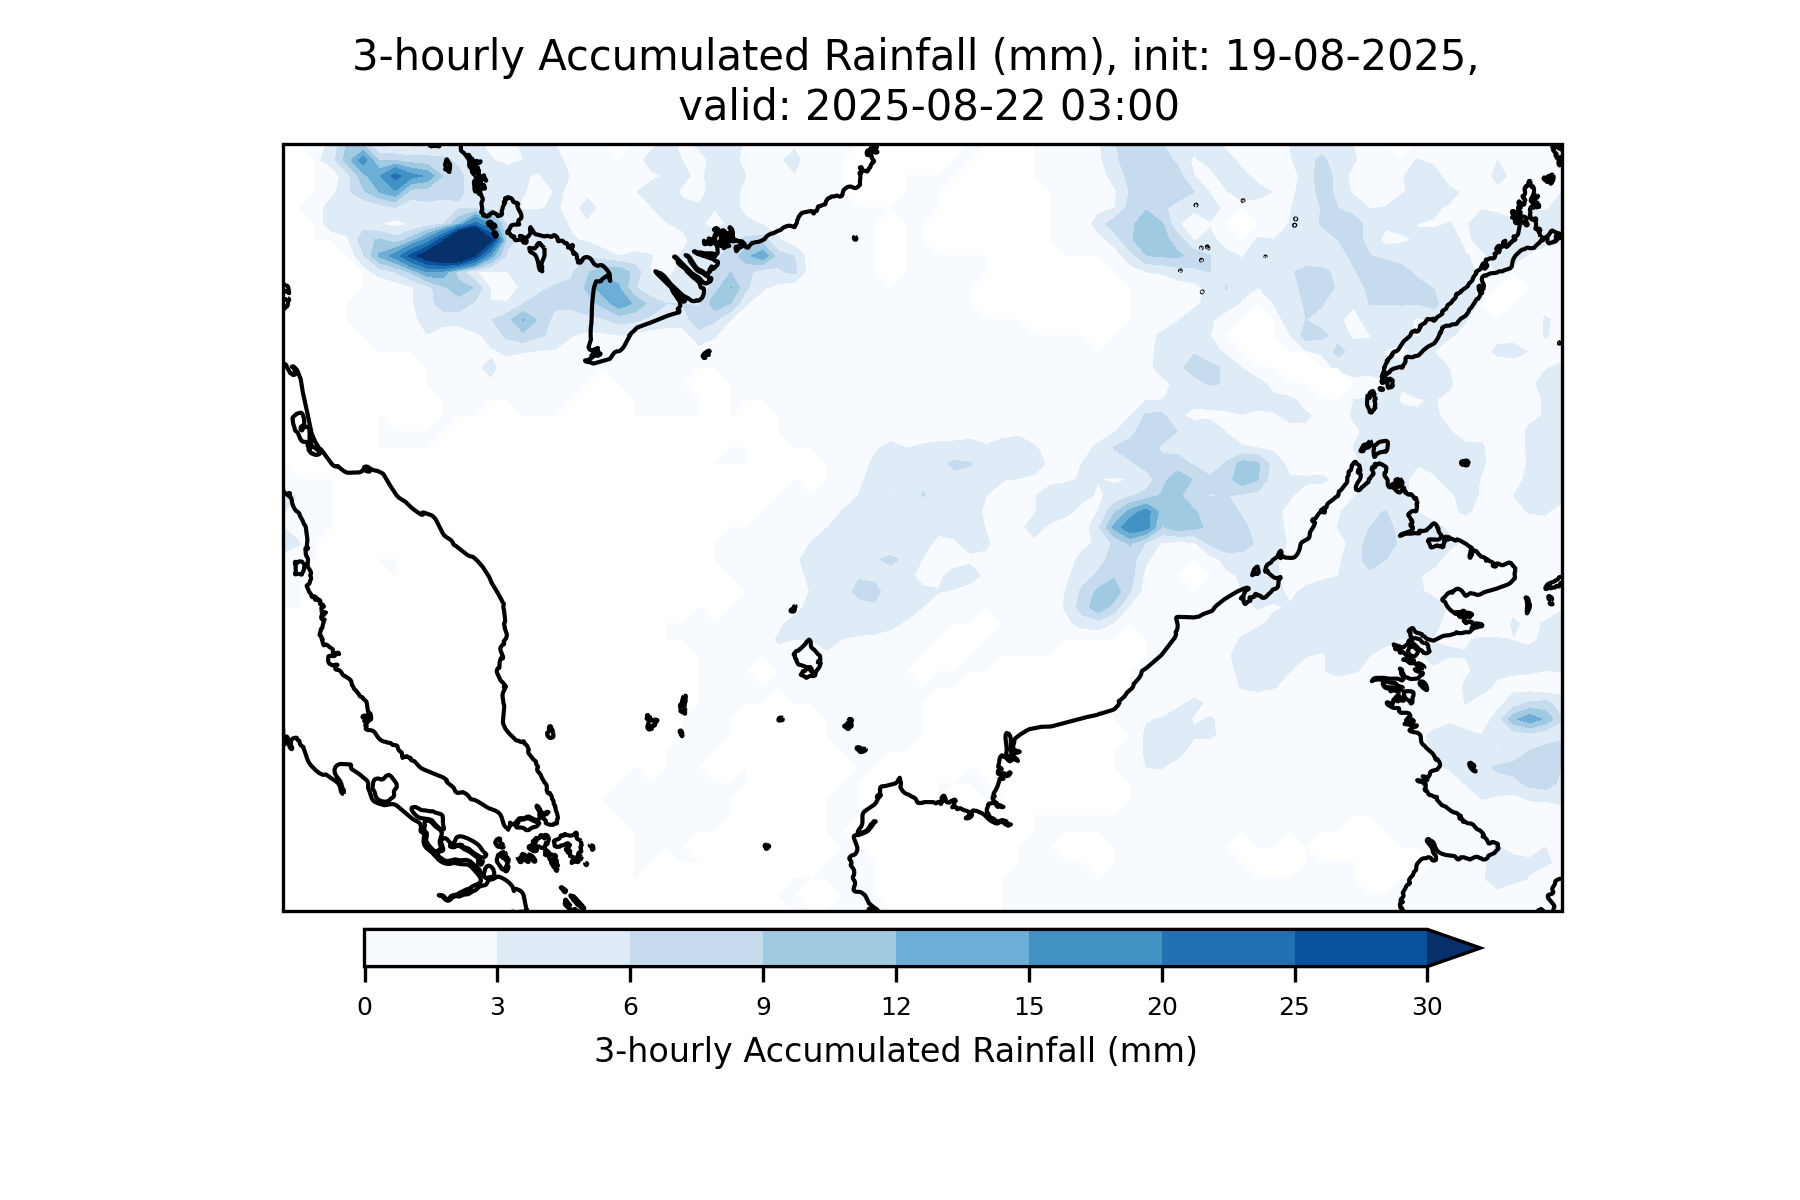 3-hourly Accumulated Rainfall (mm), init: 19-08-2025,
valid: 2025-08-22 03:00
0 3 6 9 12 15 20 25 30
3-hourly Accumulated Rainfall (mm)